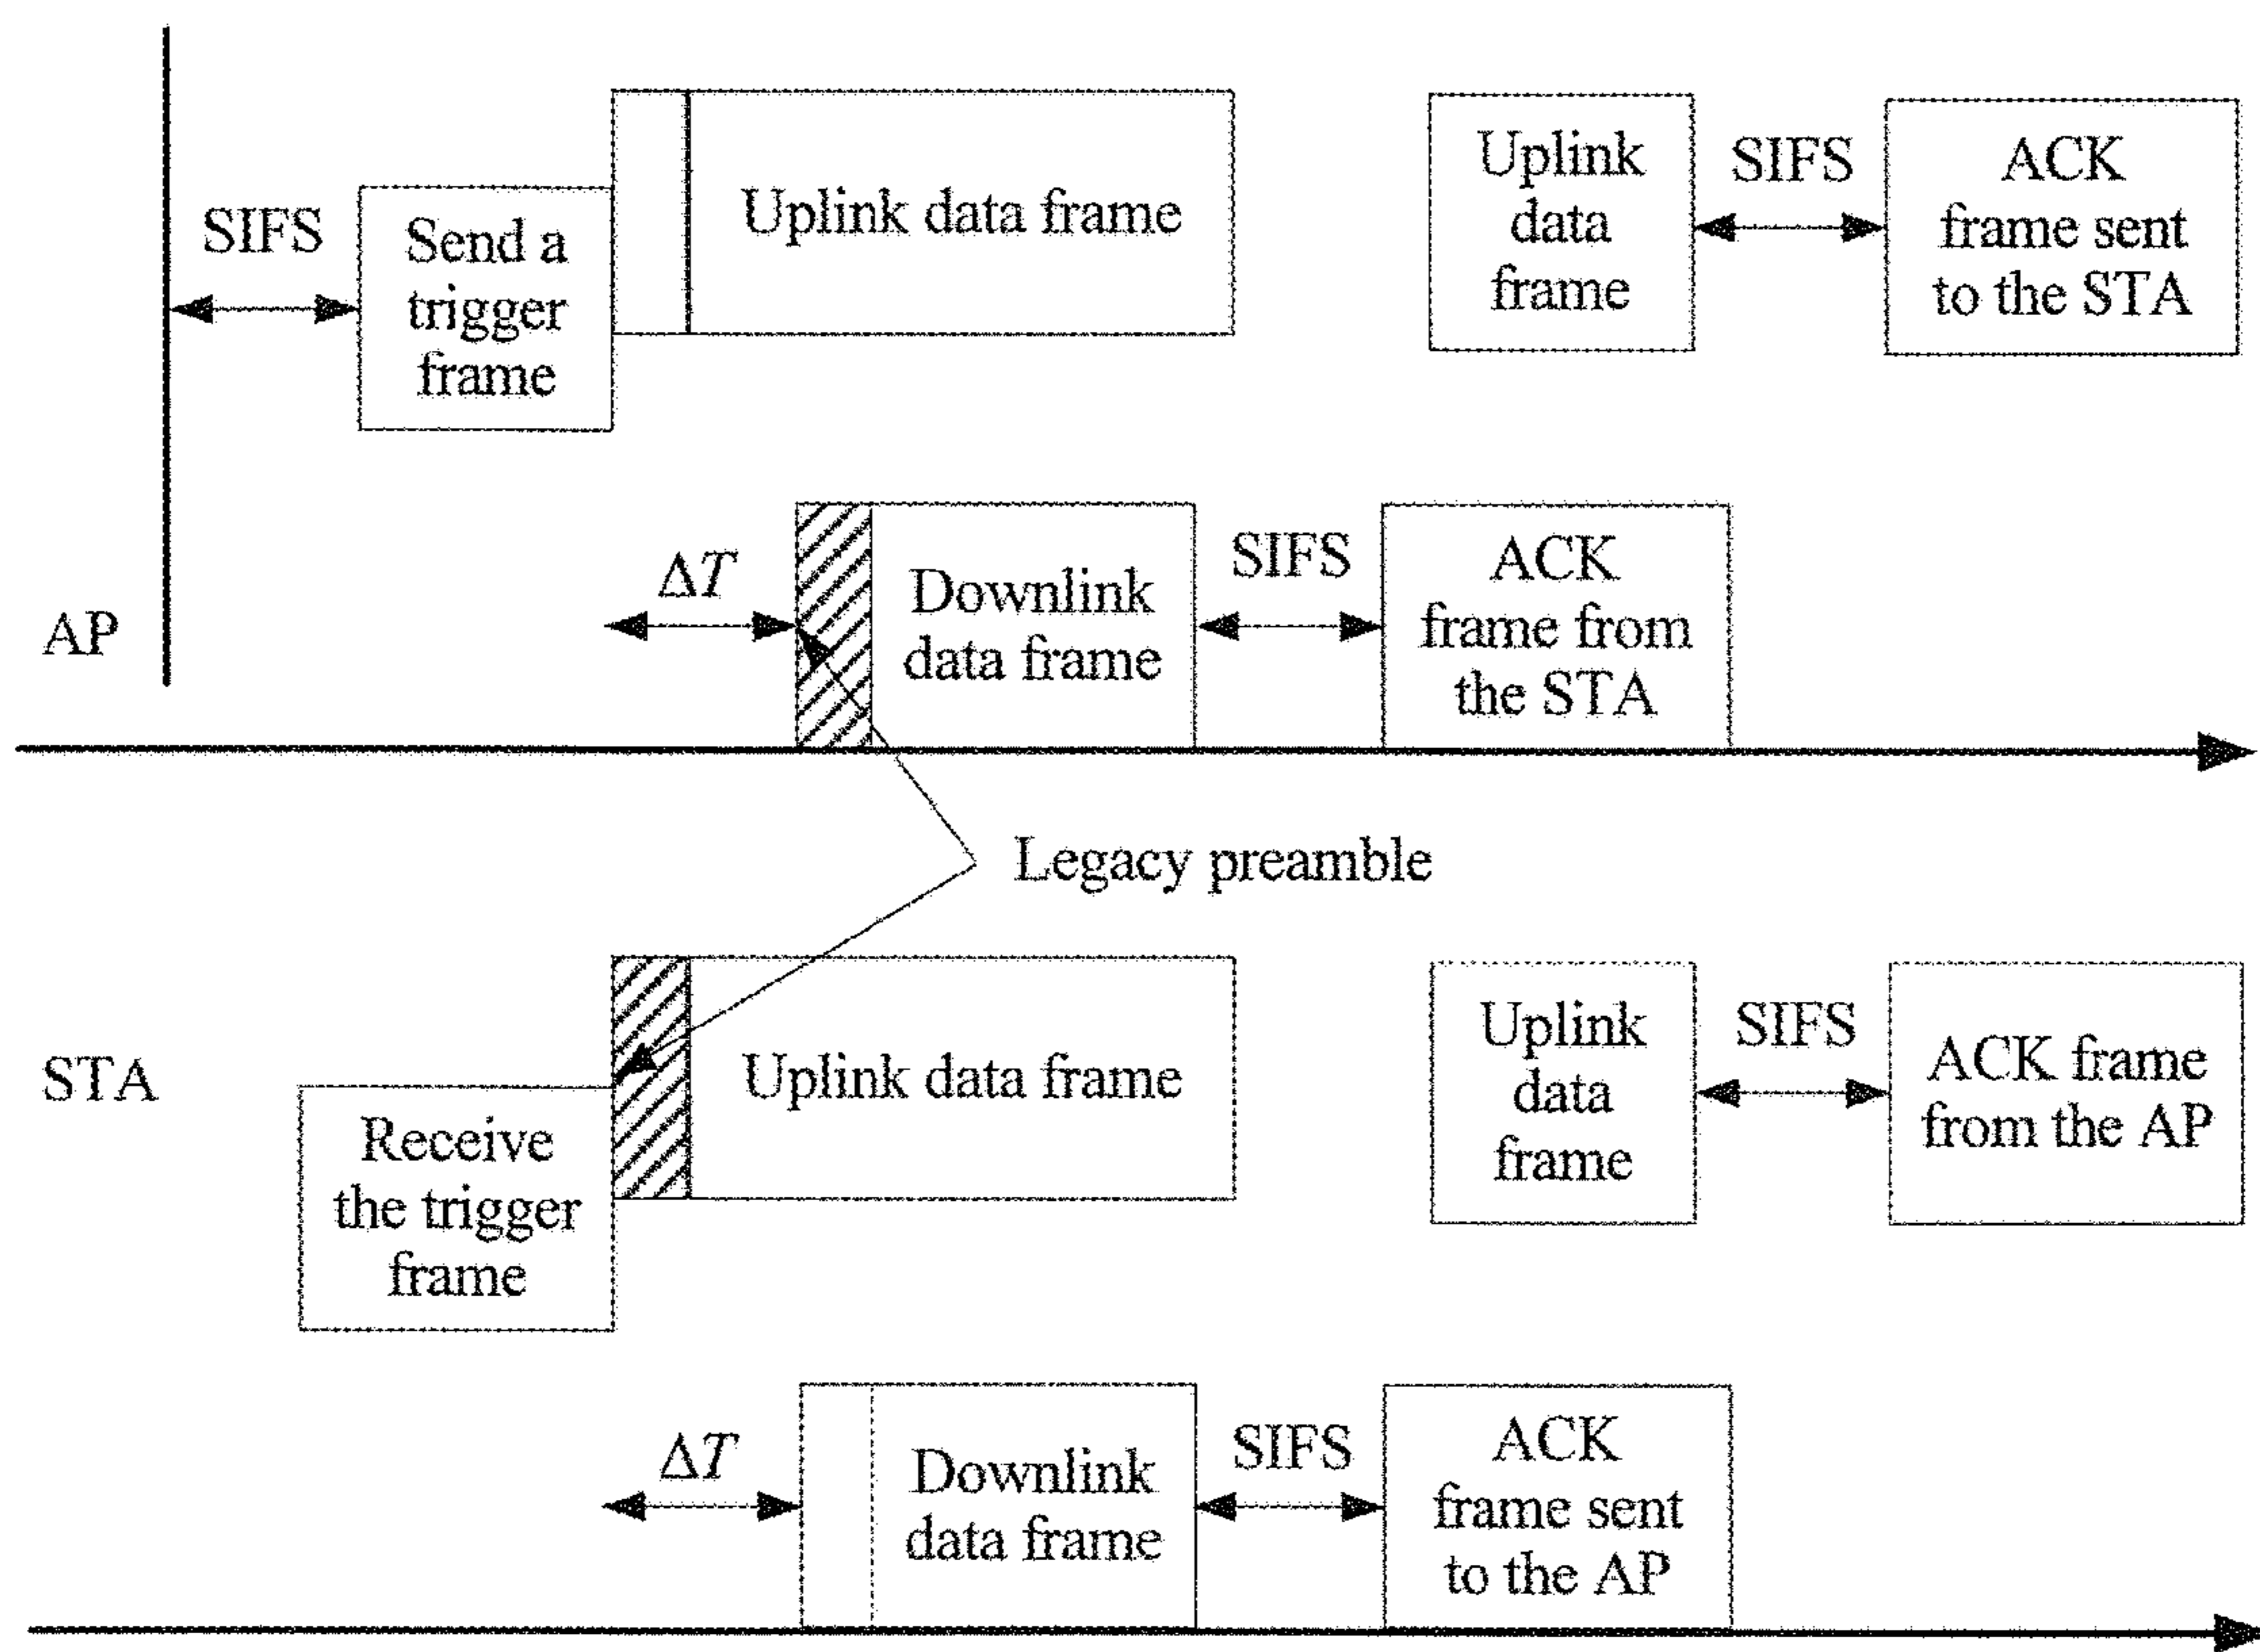 SIFS
Send a
trigger
frame
Uplink data frame
Uplink
data
frame
SIFS
ACK
frame sent
to the STA
AP
ΔT
Downlink
data frame
SIFS
ACK
frame from
the STA
Legacy preamble
STA
Receive
the trigger
frame
Uplink data frame
Uplink
data
frame
SIFS
ACK frame
from the AP
ΔT
Downlink
data frame
SIFS
ACK
frame sent
to the AP